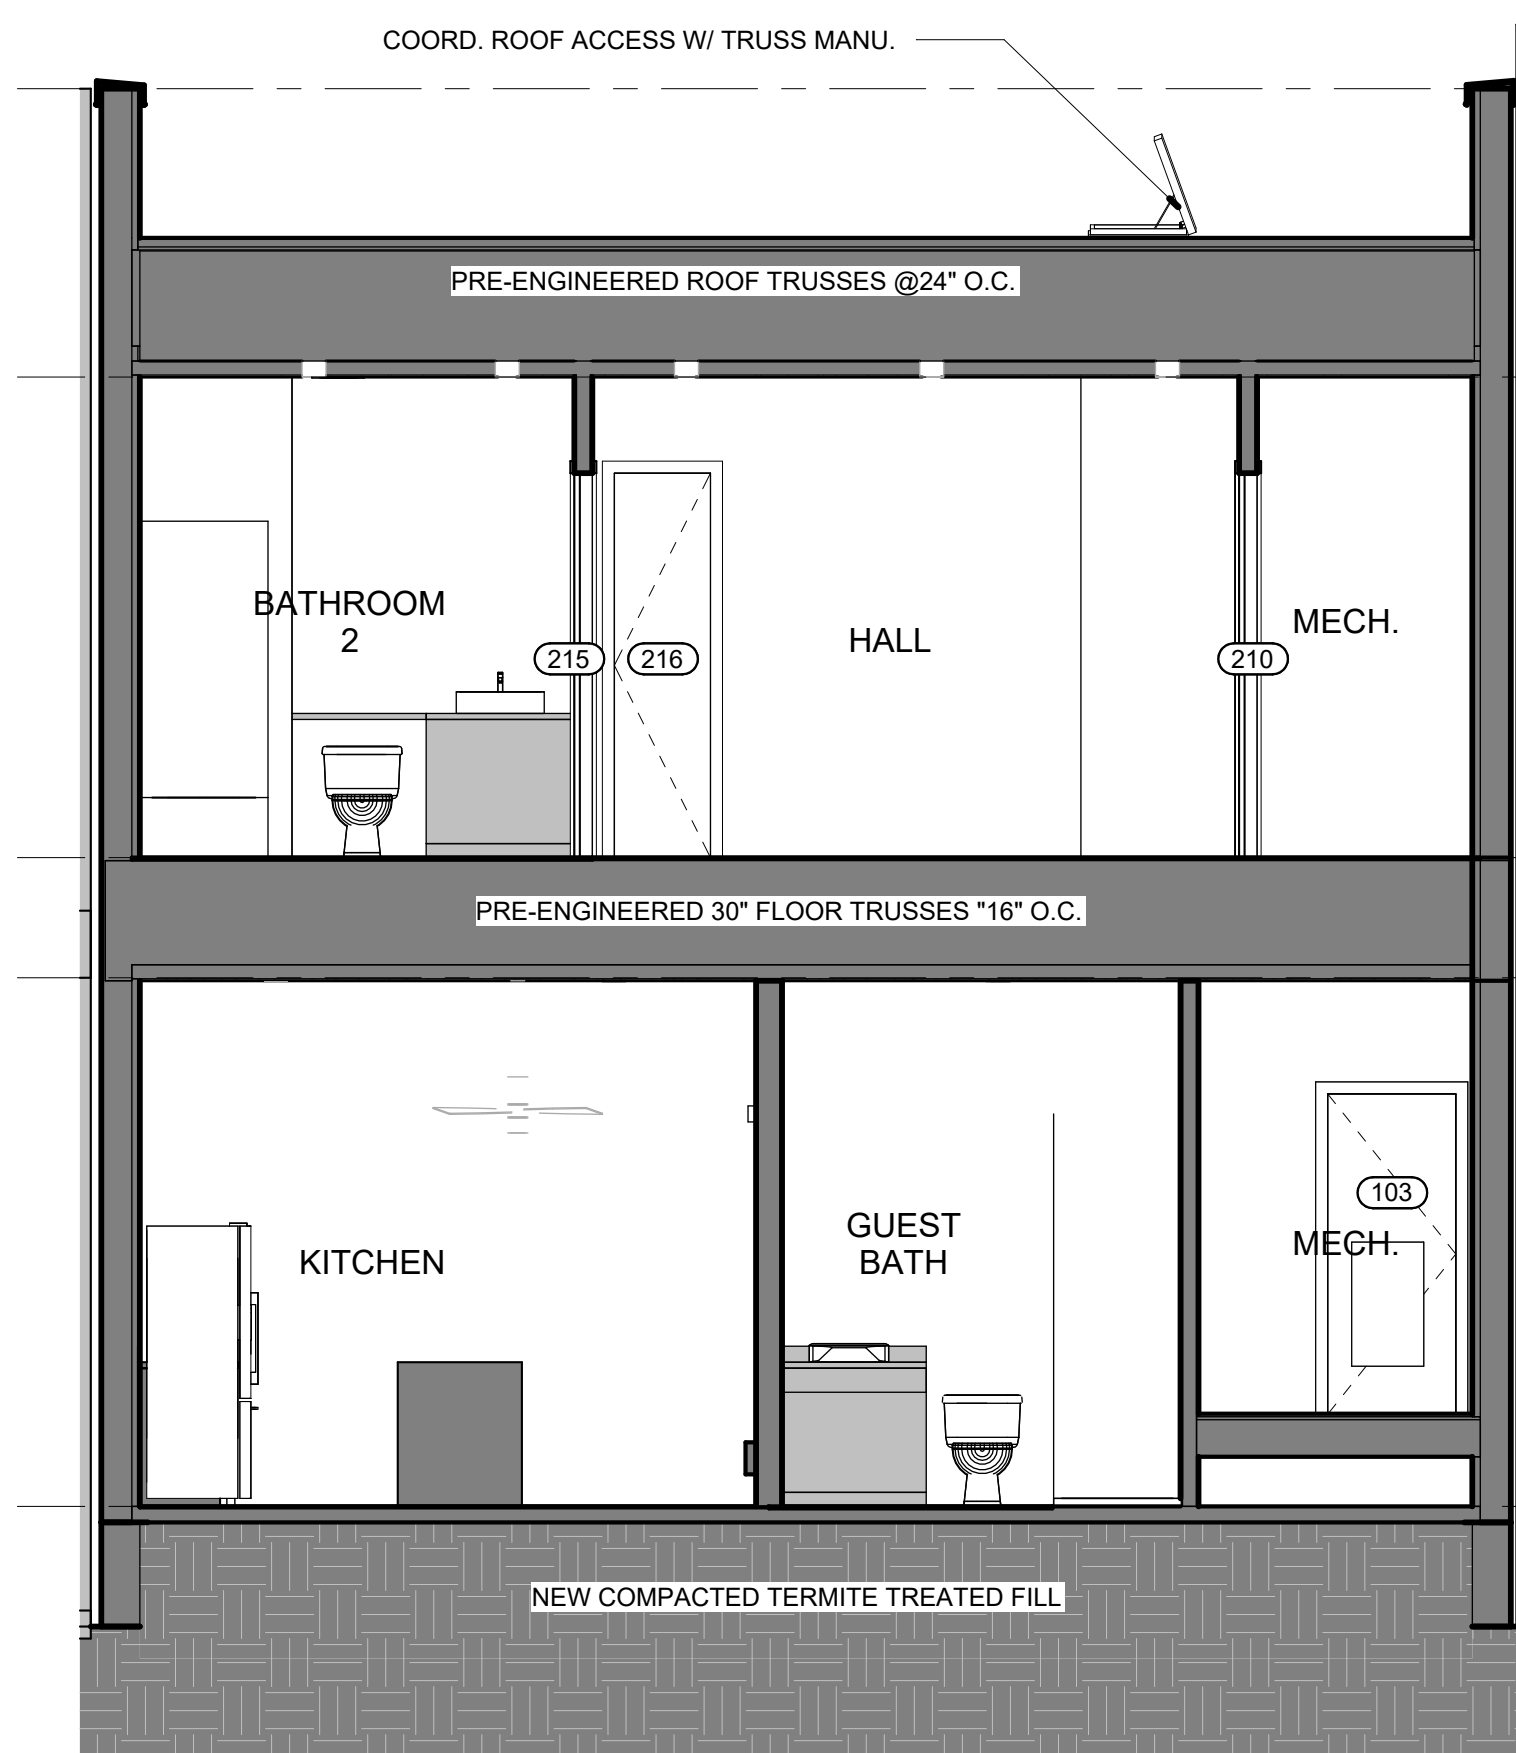 COORD. ROOF ACCESS W/ TRUSS MANU.
PRE-ENGINEERED ROOF TRUSSES @24" O.C.
BATHROOM
2
215
216
HALL
210
MECH.
PRE-ENGINEERED 30" FLOOR TRUSSES "16" O.C.
KITCHEN
GUEST
BATH
103
MECH.
NEW COMPACTED TERMITE TREATED FILL